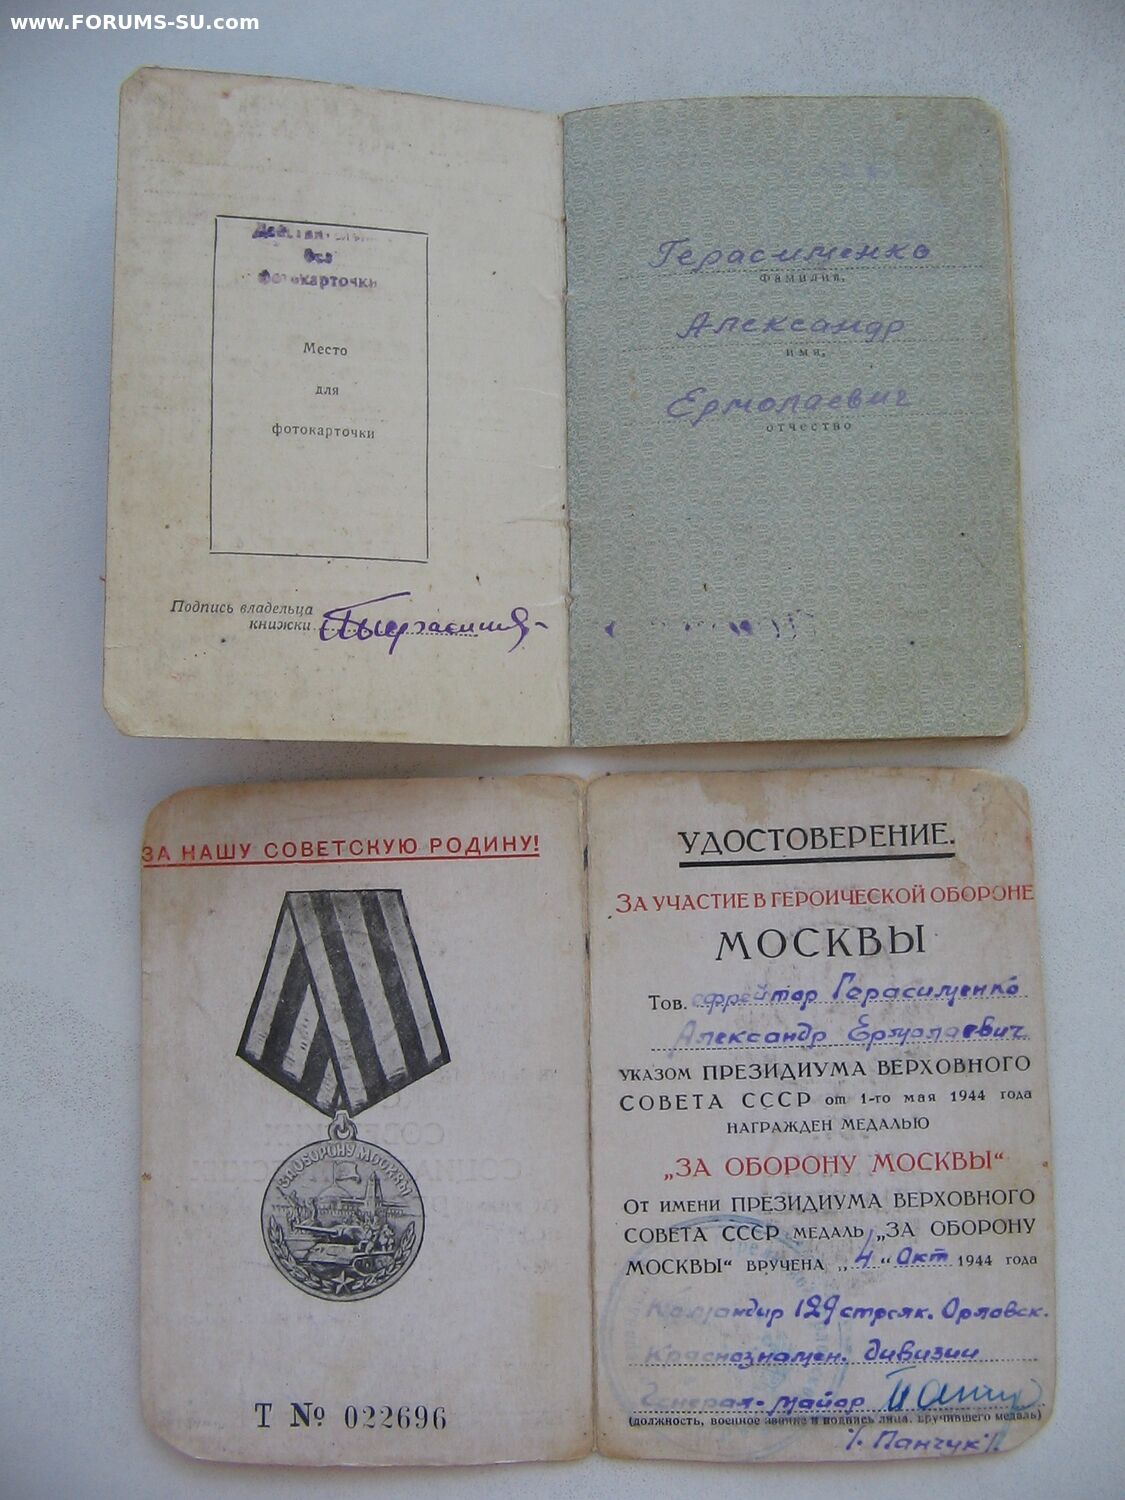 www.FORUMS-SU.com
без
фотокарточки
Место
для
фотокарточки
Подпись владельца
книжки
Герасименко
фамилия,
Александр
имя,
Ермолаевич
отчество
ЗА НАШУ СОВЕТСКУЮ РОДИНУ!
ЗА ОБОРОНУ МОСКВЫ
Т № 022696
УДОСТОВЕРЕНИЕ.
ЗА УЧАСТИЕ В ГЕРОИЧЕСКОЙ ОБОРОНЕ
МОСКВЫ
Тов. ефрейтор Герасименко
Александр Ермолаевич
УКАЗОМ ПРЕЗИДИУМА ВЕРХОВНОГО
СОВЕТА СССР от 1-го мая 1944 года
НАГРАЖДЕН МЕДАЛЬЮ
„ЗА ОБОРОНУ МОСКВЫ“
ОТ ИМЕНИ ПРЕЗИДИУМА ВЕРХОВНОГО
СОВЕТА СССР МЕДАЛЬ „ЗА ОБОРОНУ
МОСКВЫ“ ВРУЧЕНА „4“ Окт 1944 года
Командир 129 стрелк. Орловск.
Краснознамен. дивизии
Генерал-майор
(должность, военное звание и подпись лица, вручившего медаль)
/. Панчук /.